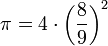 π = 4 · (8/9)²